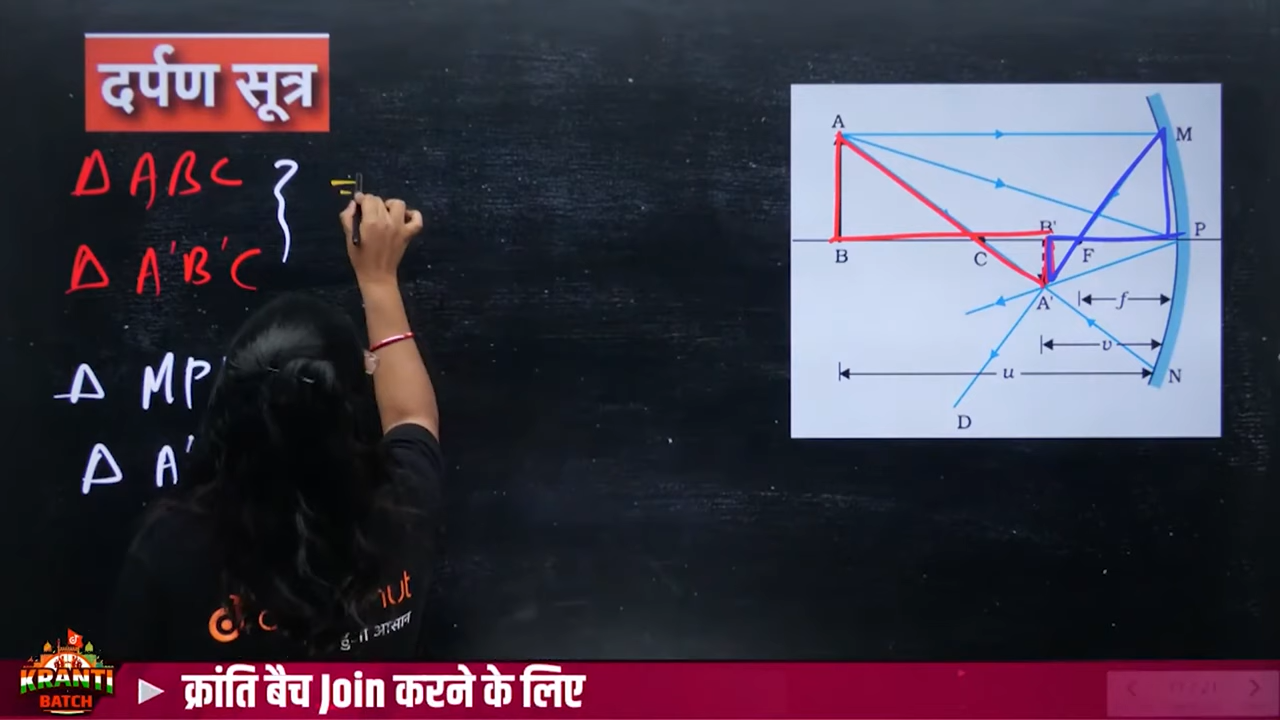 दर्पण सूत्र
Δ ABC
Δ A'B'C
Δ MP
Δ A'
A
M
B'
P
B
C
F
A'
f
v
u
N
D
KRANTI
BATCH
क्रांति बैच Join करने के लिए